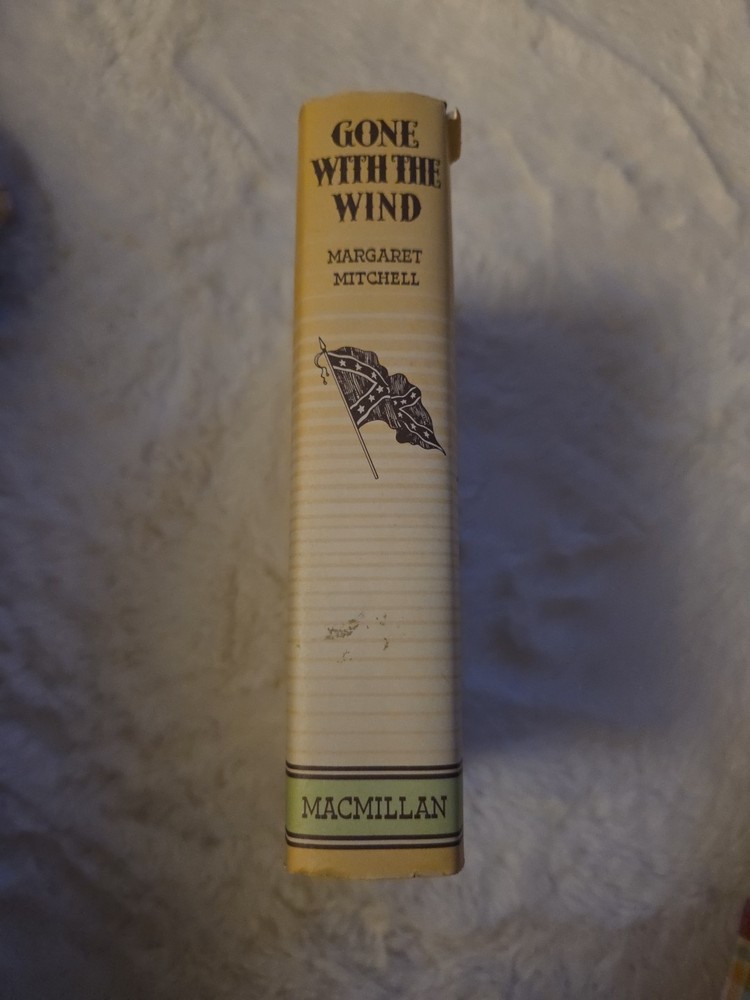 GONE
WITH THE
WIND
MARGARET
MITCHELL
MACMILLAN